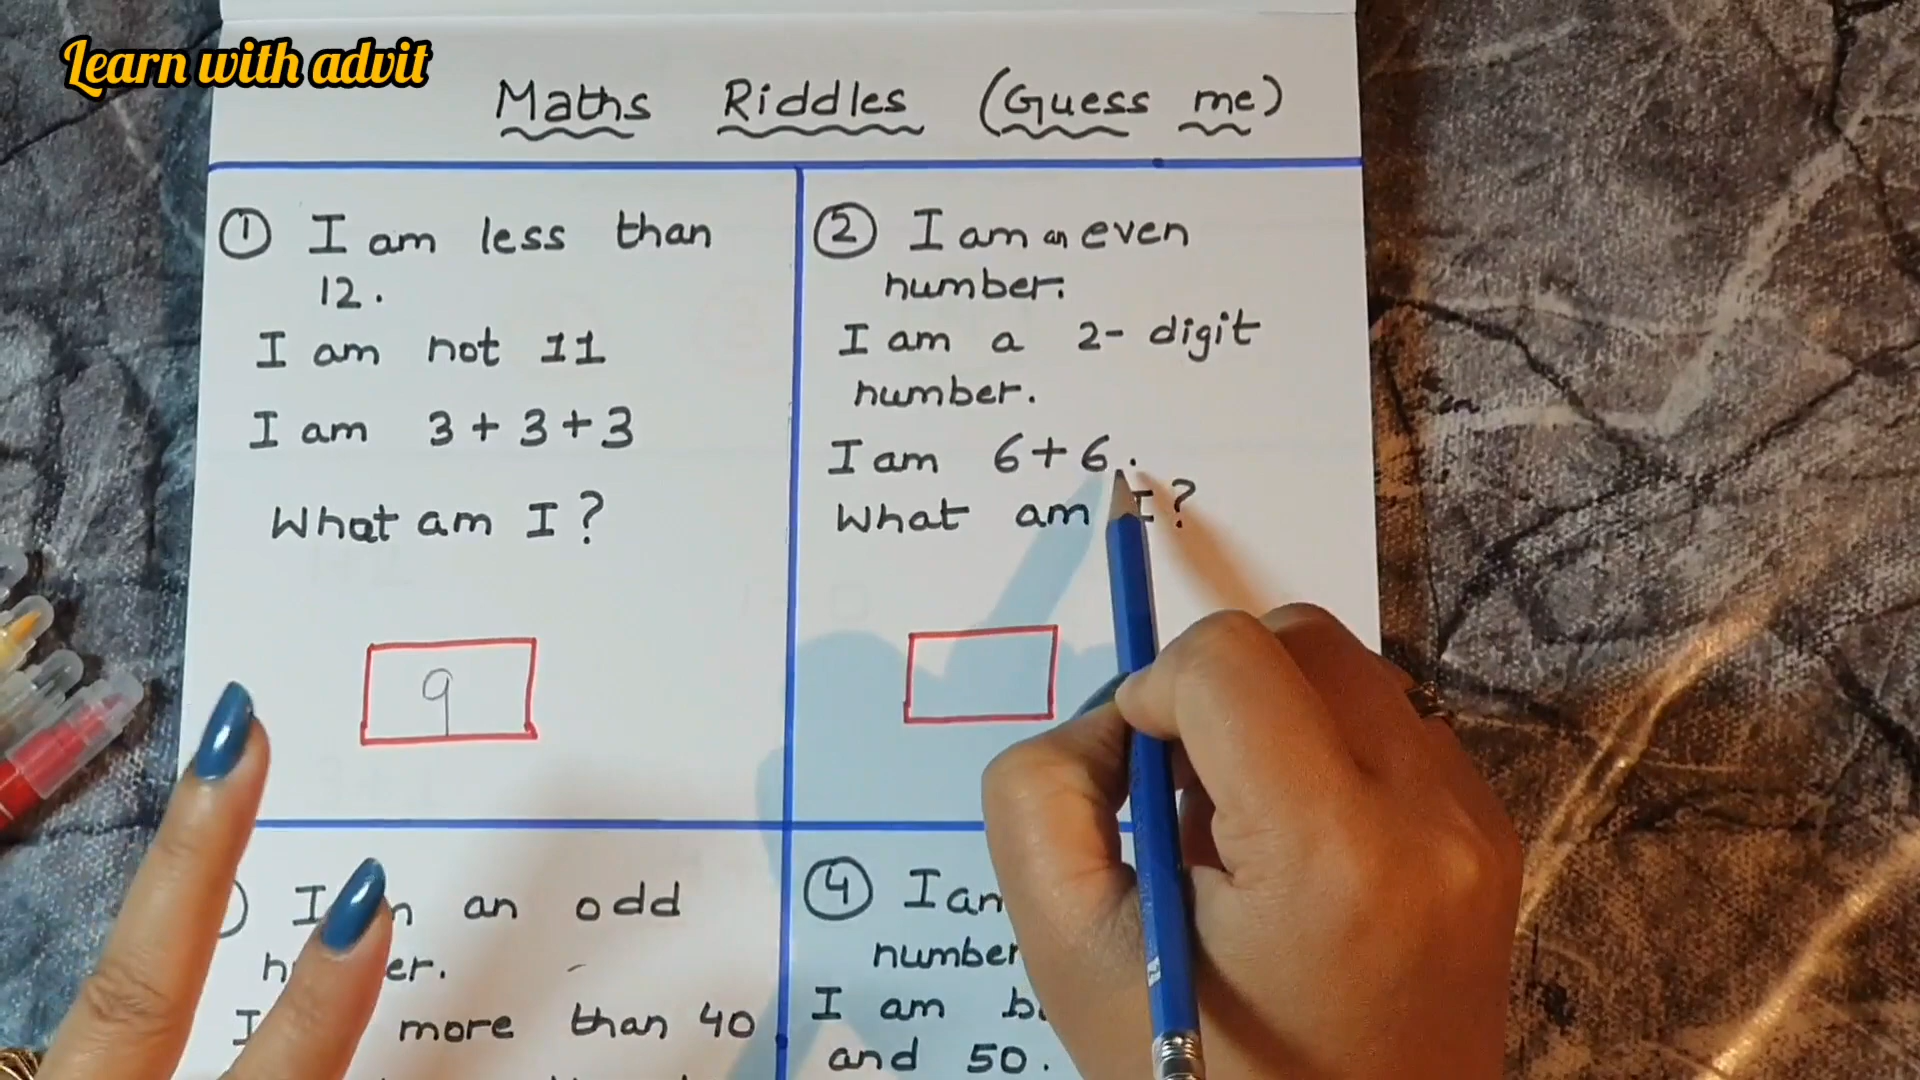 Learn with advit
Maths Riddles (Guess me)
① I am less than
12.
I am not 11
I am 3+3+3
What am I?
9
② I am an even
number.
I am a 2-digit
number.
I am 6+6.
What am I?
I an odd
er.
I more than 40
④ I am
number
I am
and 50.